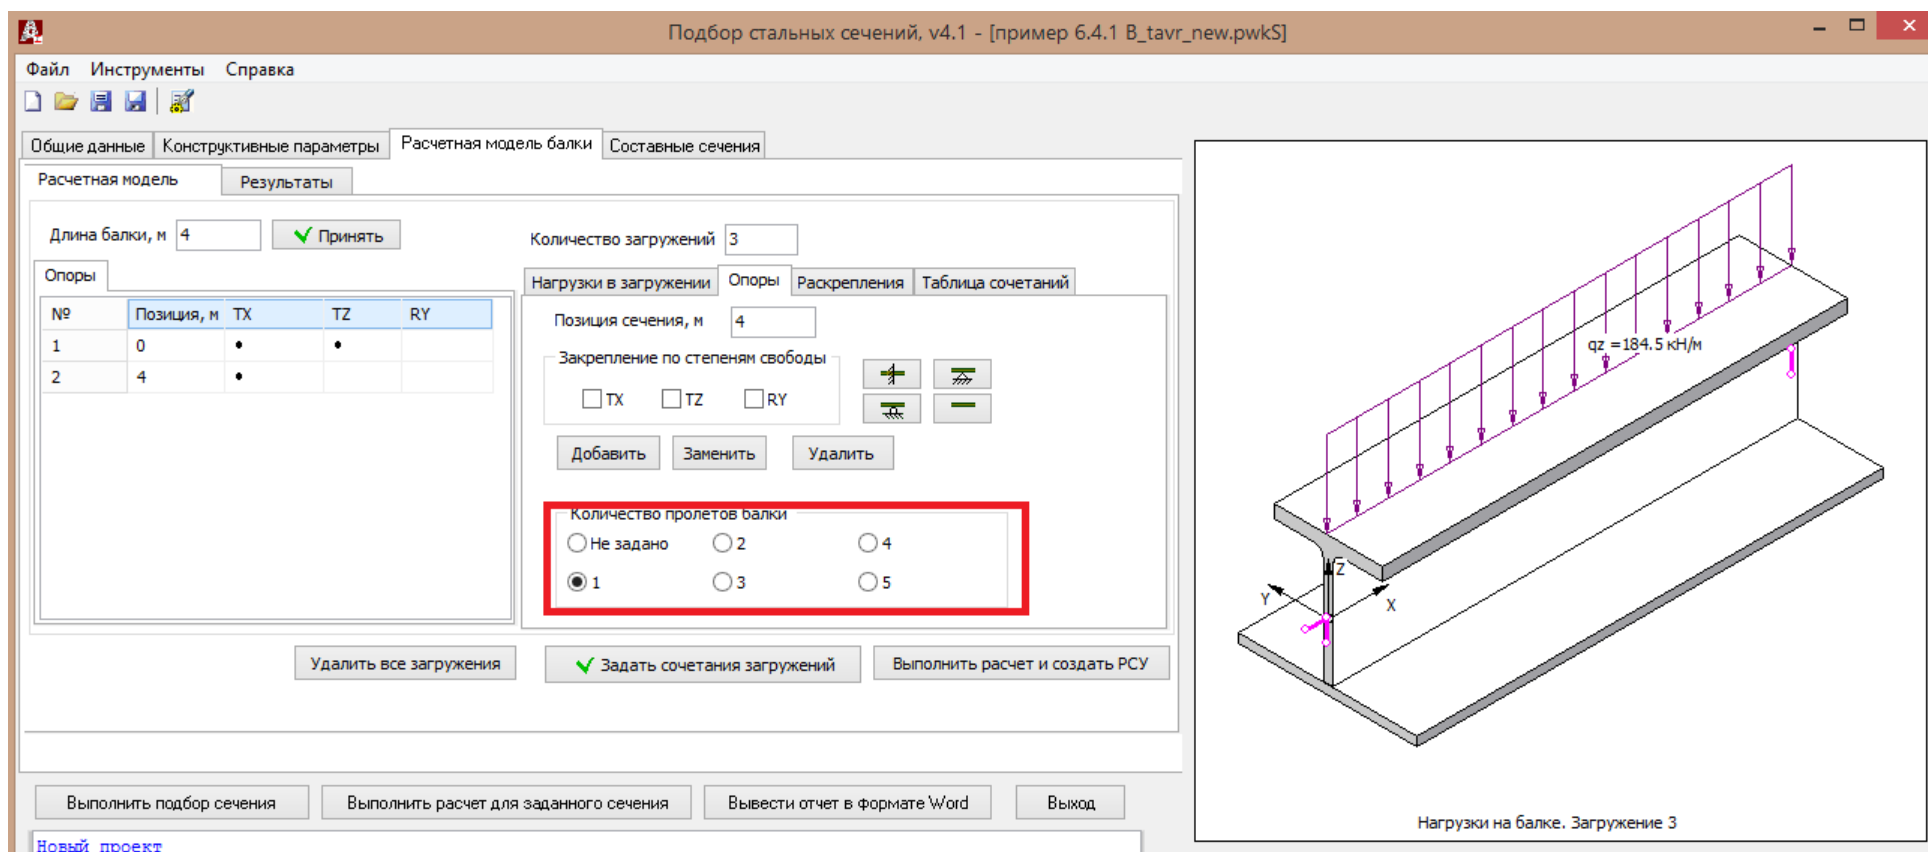 Подбор стальных сечений, v4.1 - [пример 6.4.1 B_tavr_new.pwkS]
Файл Инструменты Справка
Общие данные Конструктивные параметры Расчетная модель балки Составные сечения
Расчетная модель Результаты
Длина балки, м 4 Принять
Количество загружений 3
Опоры
№ Позиция, м TX TZ RY
1 0 • •
2 4 •
Нагрузки в загружении Опоры Раскрепления Таблица сочетаний
Позиция сечения, м 4
Закрепление по степеням свободы
TX TZ RY
Добавить Заменить Удалить
Количество пролетов балки
Не задано 2 4
1 3 5
Удалить все загружения Задать сочетания загружений Выполнить расчет и создать РСУ
qz =184.5 кН/м
Z
Y X
Нагрузки на балке. Загружение 3
Выполнить подбор сечения Выполнить расчет для заданного сечения Вывести отчет в формате Word Выход
Новый проект